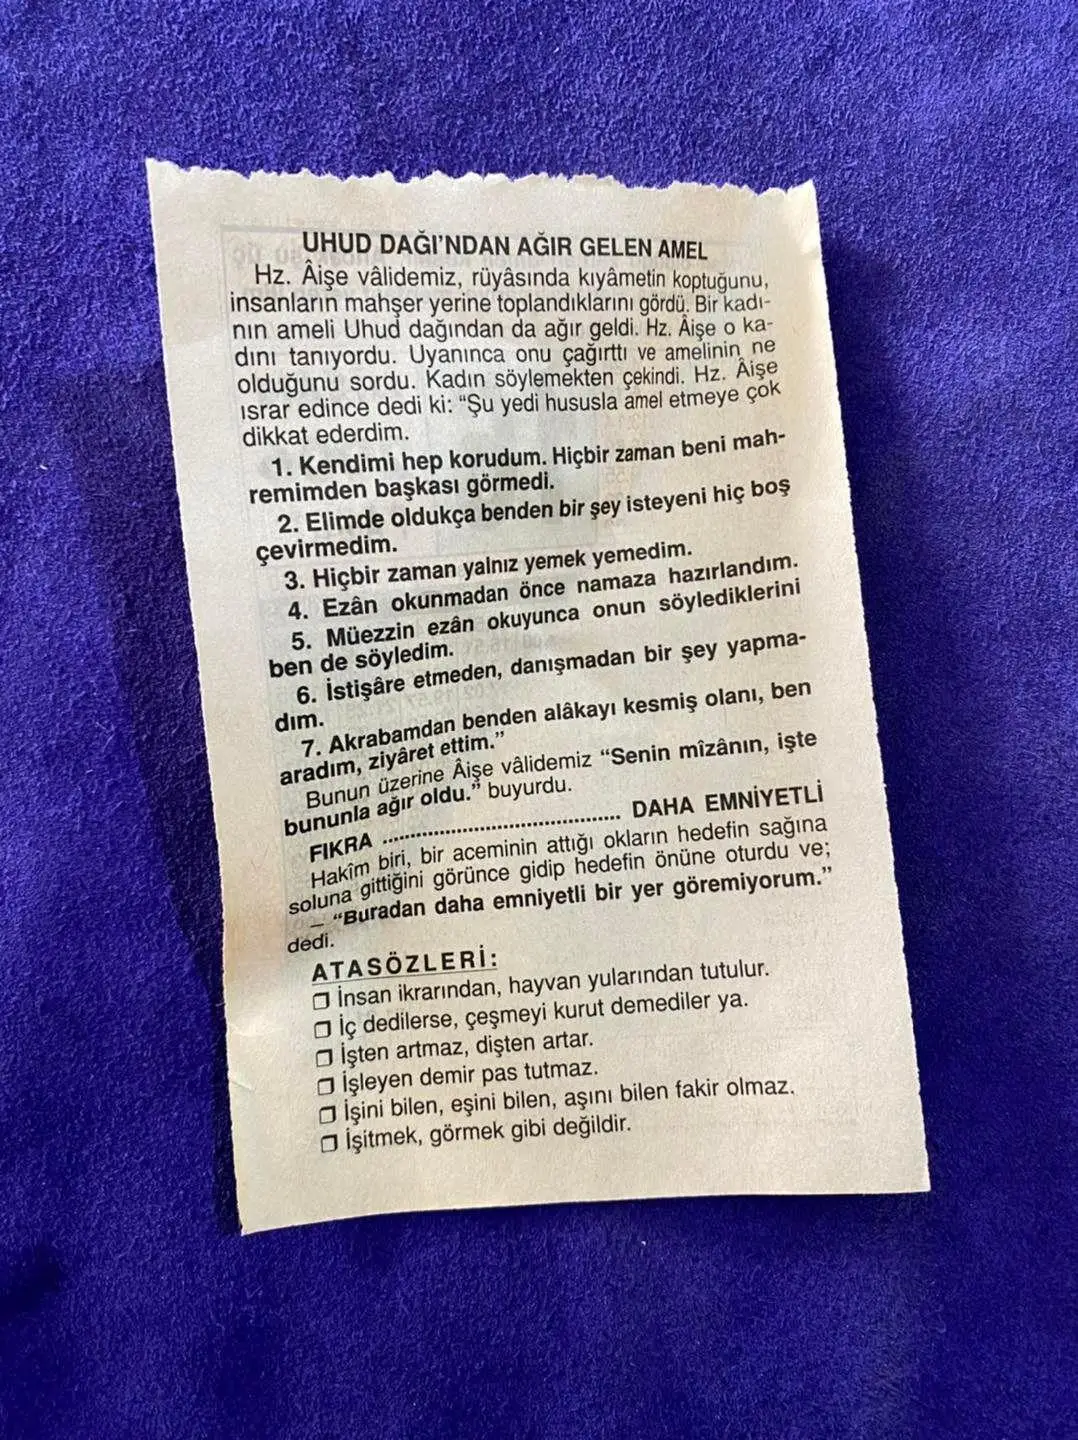 UHUD DAĞI'NDAN AĞIR GELEN AMEL
Hz. Âişe vâlidemiz, rüyâsında kıyâmetin koptuğunu,
insanların mahşer yerine toplandıklarını gördü. Bir kadı-
nın ameli Uhud dağından da ağır geldi. Hz. Âişe o ka-
dını tanıyordu. Uyanınca onu çağırttı ve amelinin ne
olduğunu sordu. Kadın söylemekten çekindi. Hz. Âişe
ısrar edince dedi ki: “Şu yedi hususla amel etmeye çok
dikkat ederdim.
1. Kendimi hep korudum. Hiçbir zaman beni mah-
remimden başkası görmedi.
2. Elimde oldukça benden bir şey isteyeni hiç boş
çevirmedim.
3. Hiçbir zaman yalnız yemek yemedim.
4. Ezân okunmadan önce namaza hazırlandım.
5. Müezzin ezân okuyunca onun söylediklerini
ben de söyledim.
6. İstişâre etmeden, danışmadan bir şey yapma-
dım.
7. Akrabamdan benden alâkayı kesmiş olanı, ben
aradım, ziyâret ettim.”
Bunun üzerine Âişe vâlidemiz “Senin mîzânın, işte
bununla ağır oldu.” buyurdu.
FIKRA ........................................ DAHA EMNİYETLİ
Hakîm biri, bir aceminin attığı okların hedefin sağına
soluna gittiğini görünce gidip hedefin önüne oturdu ve;
– “Buradan daha emniyetli bir yer göremiyorum.”
dedi.
ATASÖZLERİ:
❒ İnsan ikrarından, hayvan yularından tutulur.
❒ İç dedilerse, çeşmeyi kurut demediler ya.
❒ İşten artmaz, dişten artar.
❒ İşleyen demir pas tutmaz.
❒ İşini bilen, eşini bilen, aşını bilen fakir olmaz.
❒ İşitmek, görmek gibi değildir.